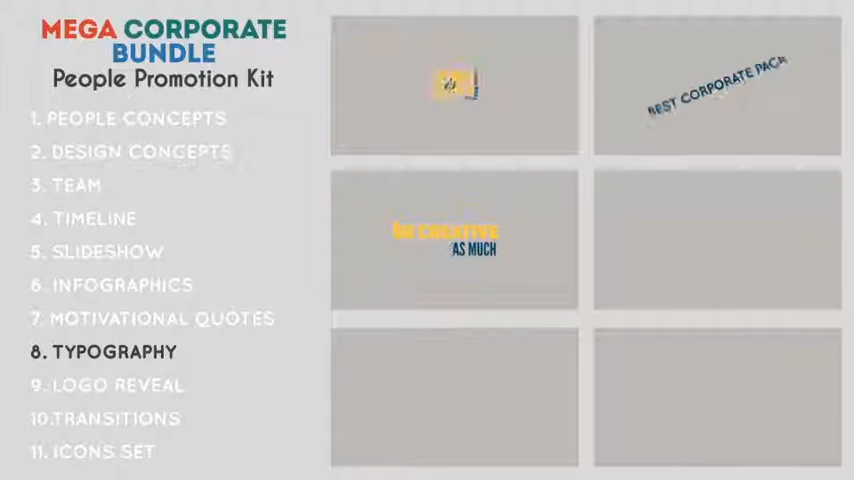 MEGA CORPORATE
BUNDLE
People Promotion Kit
1. PEOPLE CONCEPTS
2. DESIGN CONCEPTS
3. TEAM
4. TIMELINE
5. SLIDESHOW
6. INFOGRAPHICS
7. MOTIVATIONAL QUOTES
8. TYPOGRAPHY
9. LOGO REVEAL
10.TRANSITIONS
11. ICONS SET
BEST CORPORATE PACK
CREATIVE
AS MUCH